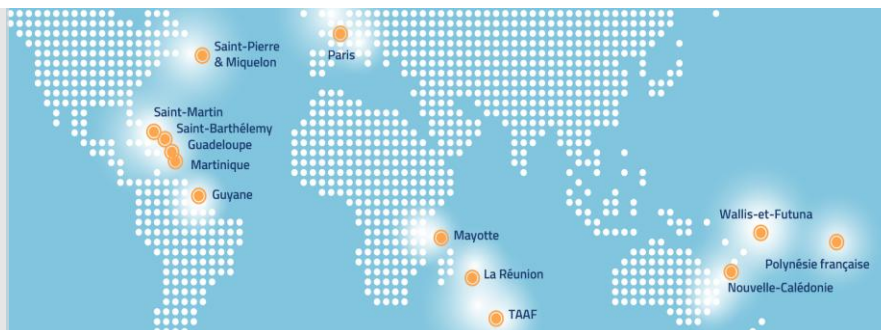 Saint-Pierre
& Miquelon
Paris
Saint-Martin
Saint-Barthélemy
Guadeloupe
Martinique
Guyane
Mayotte
La Réunion
TAAF
Wallis-et-Futuna
Polynésie française
Nouvelle-Calédonie